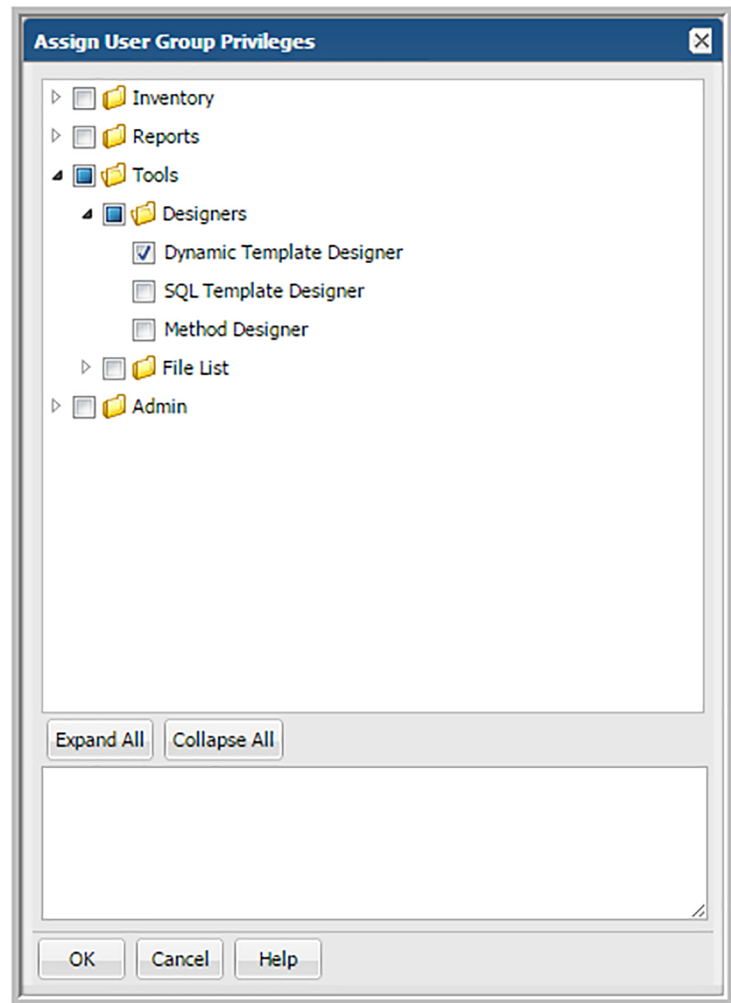 Assign User Group Privileges
Inventory
Reports
Tools
Designers
Dynamic Template Designer
SQL Template Designer
Method Designer
File List
Admin
Expand All Collapse All
OK Cancel Help